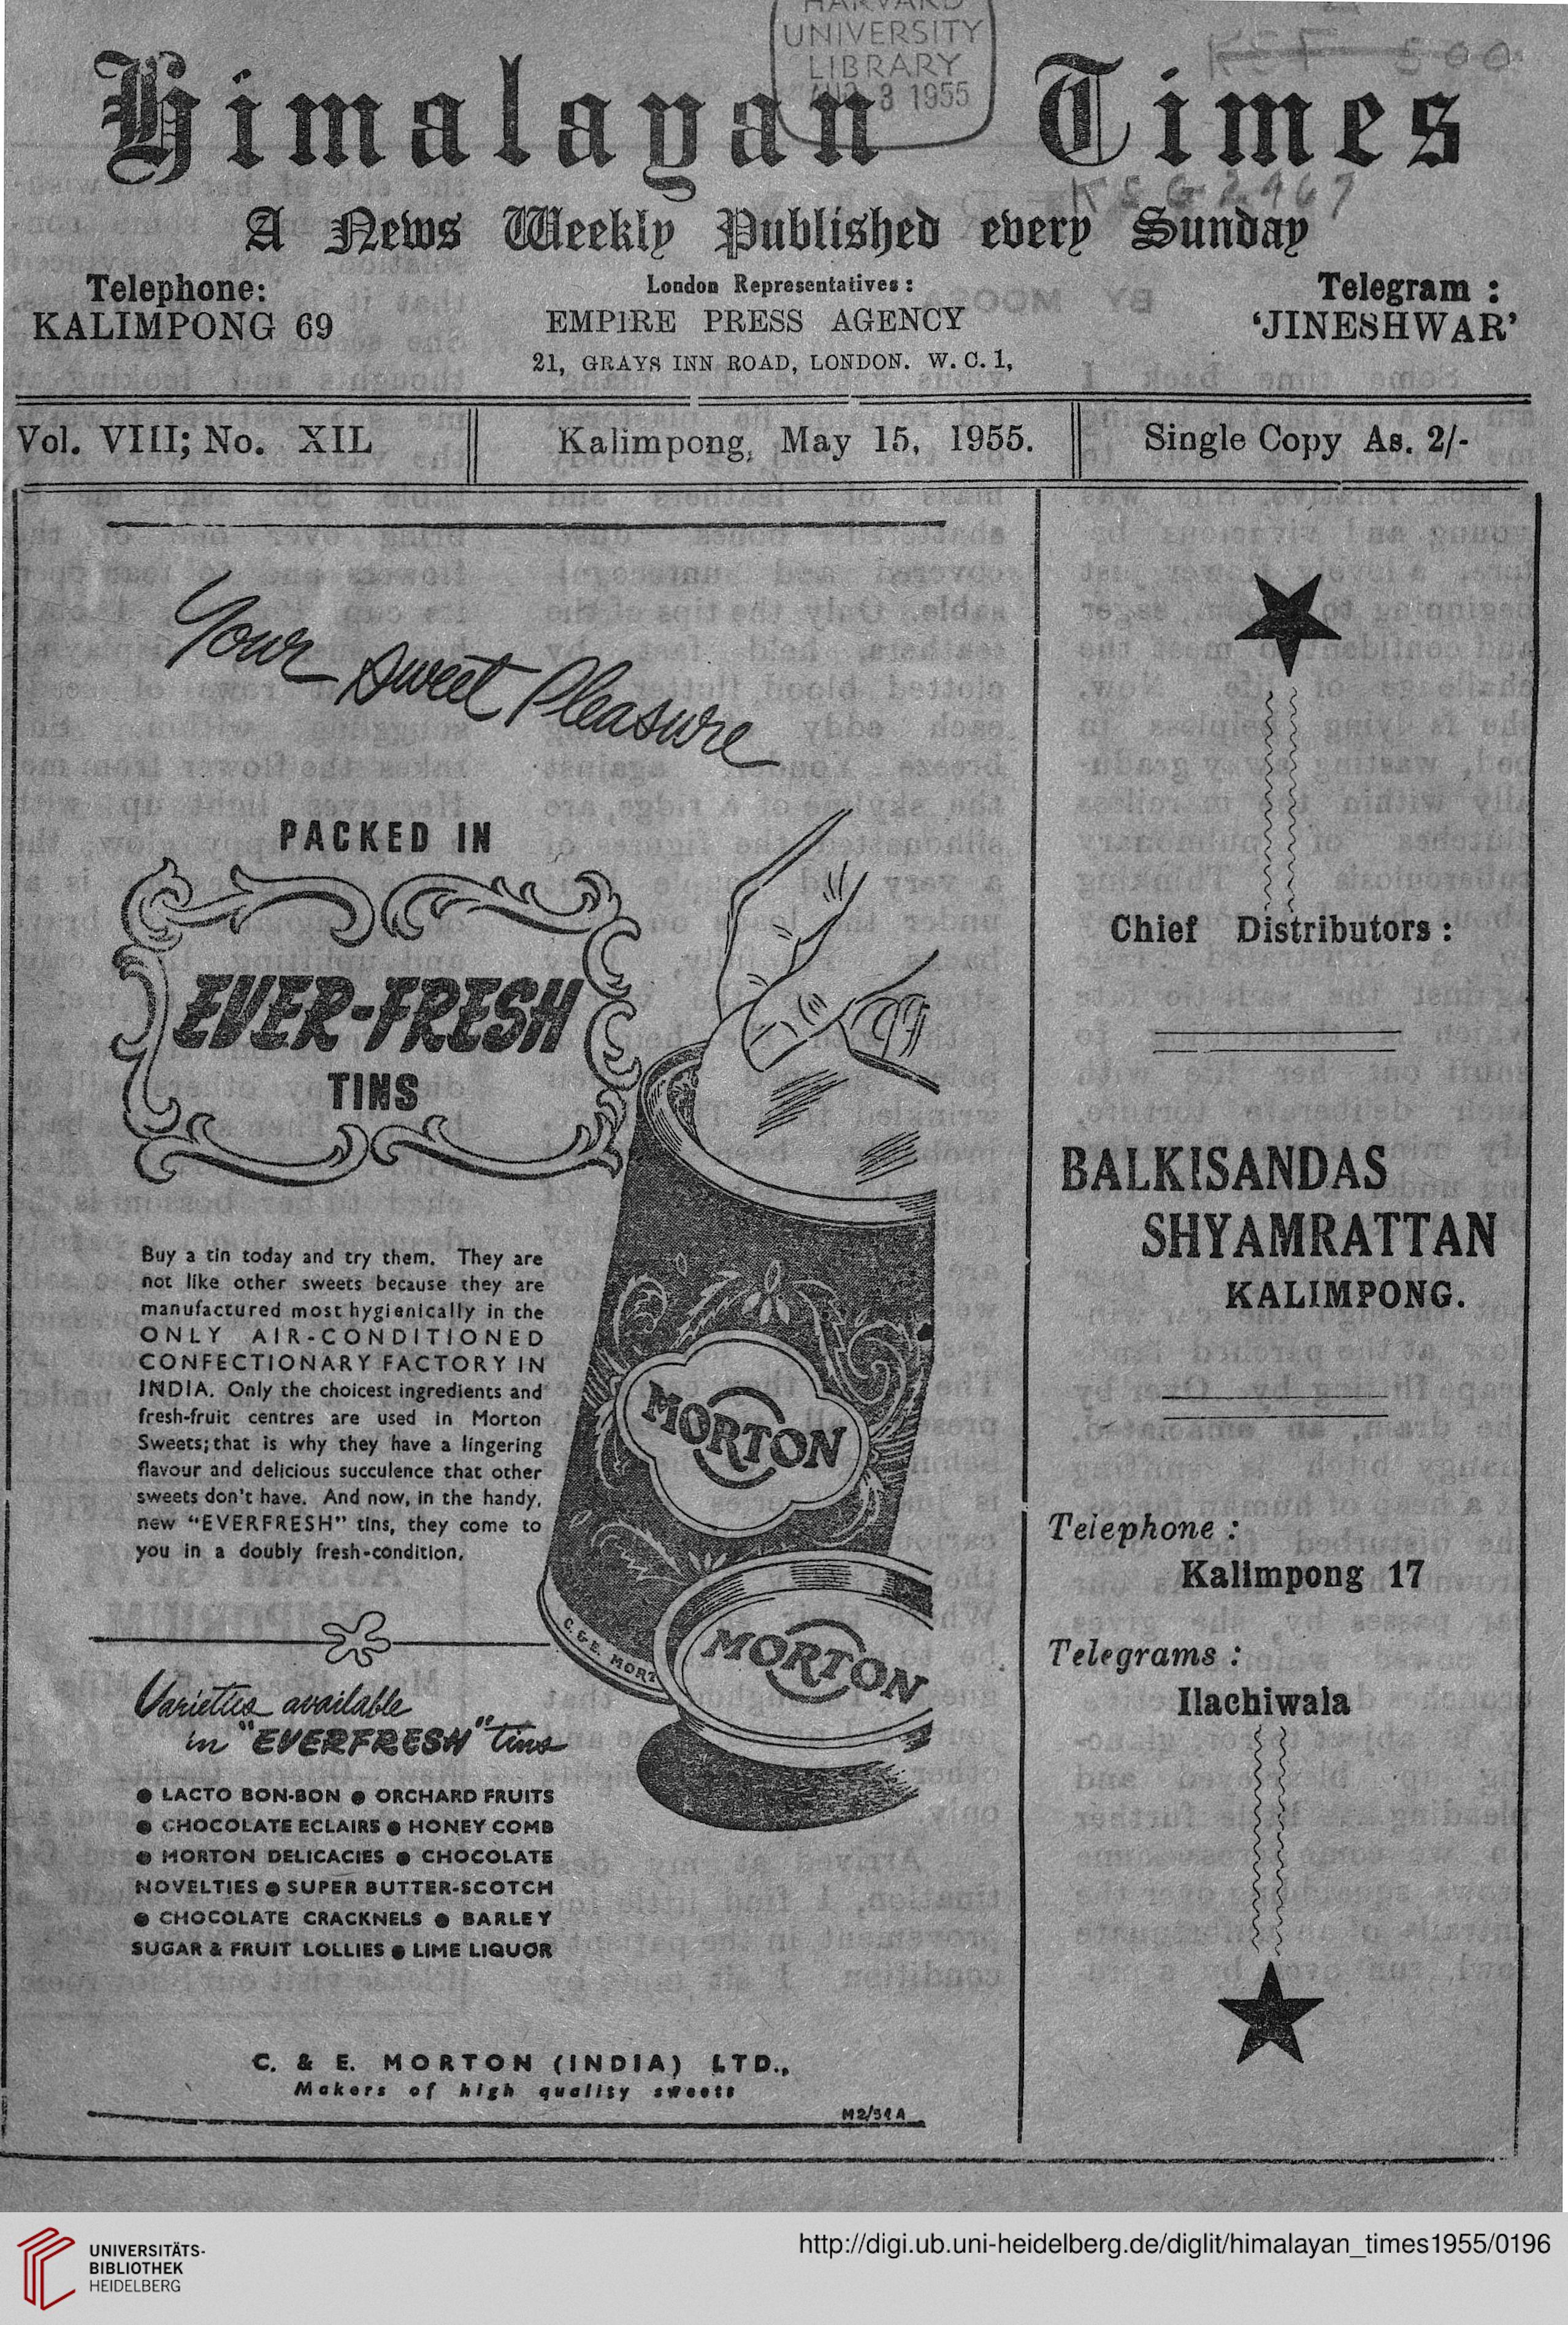 HARVARD
UNIVERSITY
LIBRARY
AUG 3 1955
KSF 500
Himalayan Times
KSG2467
A News Weekly Published every Sunday
Telephone:
KALIMPONG 69
London Representatives:
EMPIRE PRESS AGENCY
21, GRAYS INN ROAD, LONDON. W.C.1,
Telegram :
'JINESHWAR'
Vol. VIII; No. XIL
Kalimpong, May 15, 1955.
Single Copy As. 2/-
Your Sweet Pleasure
PACKED IN
EVER-FRESH
TINS
Buy a tin today and try them. They are
not like other sweets because they are
manufactured most hygienically in the
ONLY AIR-CONDITIONED
CONFECTIONARY FACTORY IN
INDIA. Only the choicest ingredients and
fresh-fruit centres are used in Morton
Sweets; that is why they have a lingering
flavour and delicious succulence that other
sweets don't have. And now, in the handy,
new "EVERFRESH" tins, they come to
you in a doubly fresh-condition.
MORTON
C. & E. MORT
MORTON
Varieties available
in "EVERFRESH" tins
● LACTO BON-BON ● ORCHARD FRUITS
● CHOCOLATE ECLAIRS ● HONEY COMB
● MORTON DELICACIES ● CHOCOLATE
NOVELTIES ● SUPER BUTTER-SCOTCH
● CHOCOLATE CRACKNELS ● BARLEY
SUGAR & FRUIT LOLLIES ● LIME LIQUOR
C. & E. MORTON (INDIA) LTD.,
Makers of high quality sweets
M2/54A
Chief Distributors :
BALKISANDAS
SHYAMRATTAN
KALIMPONG.
Telephone :
Kalimpong 17
Telegrams :
Ilachiwala
UNIVERSITÄTS-
BIBLIOTHEK
HEIDELBERG
http://digi.ub.uni-heidelberg.de/diglit/himalayan_times1955/0196